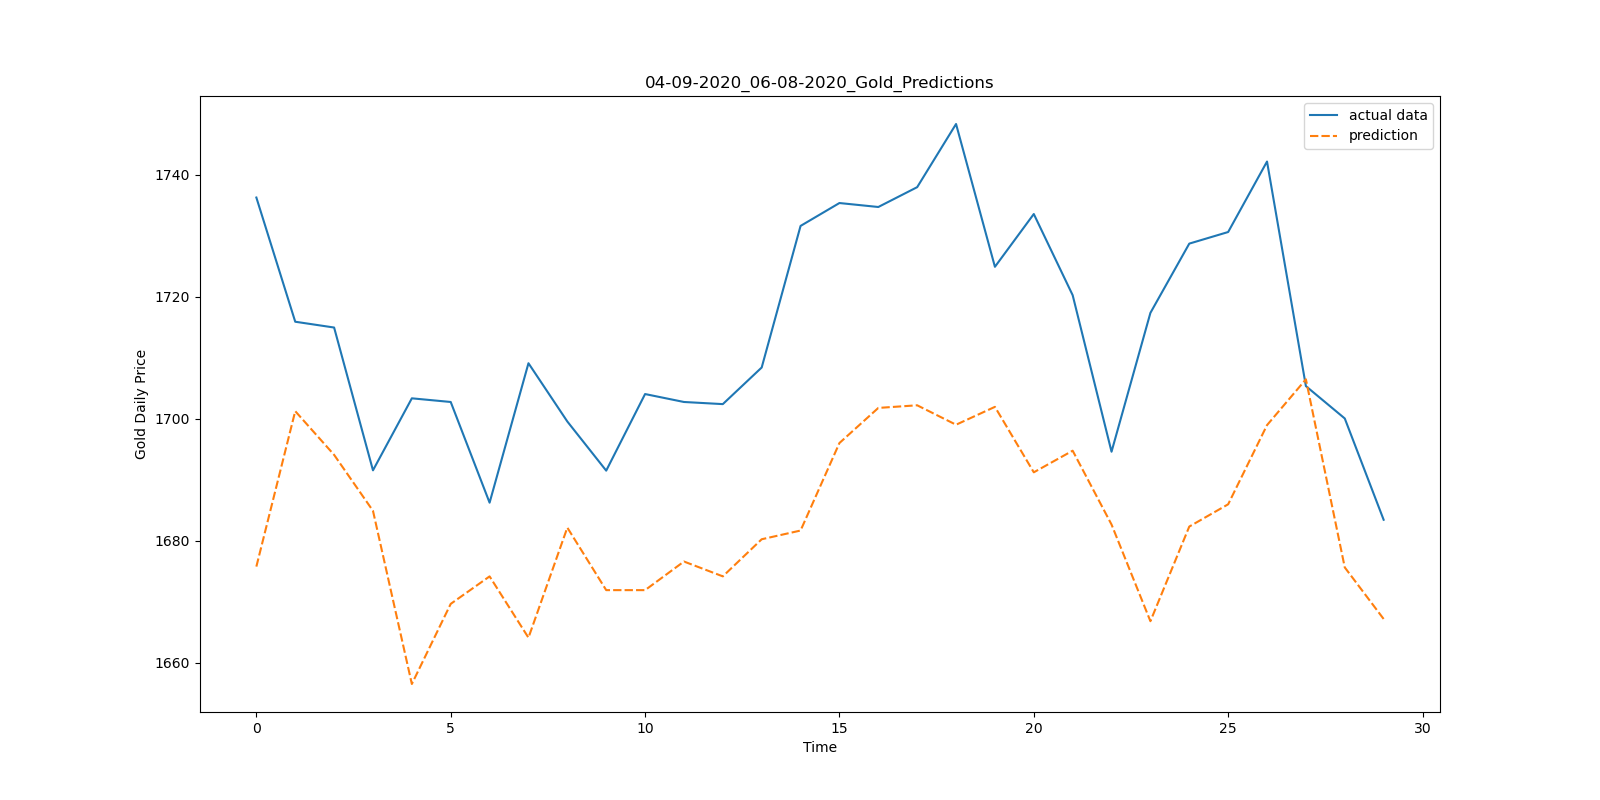 04-09-2020_06-08-2020_Gold_Predictions
actual data
prediction
Gold Daily Price
1740
1720
1700
1680
1660
0 5 10 15 20 25 30
Time